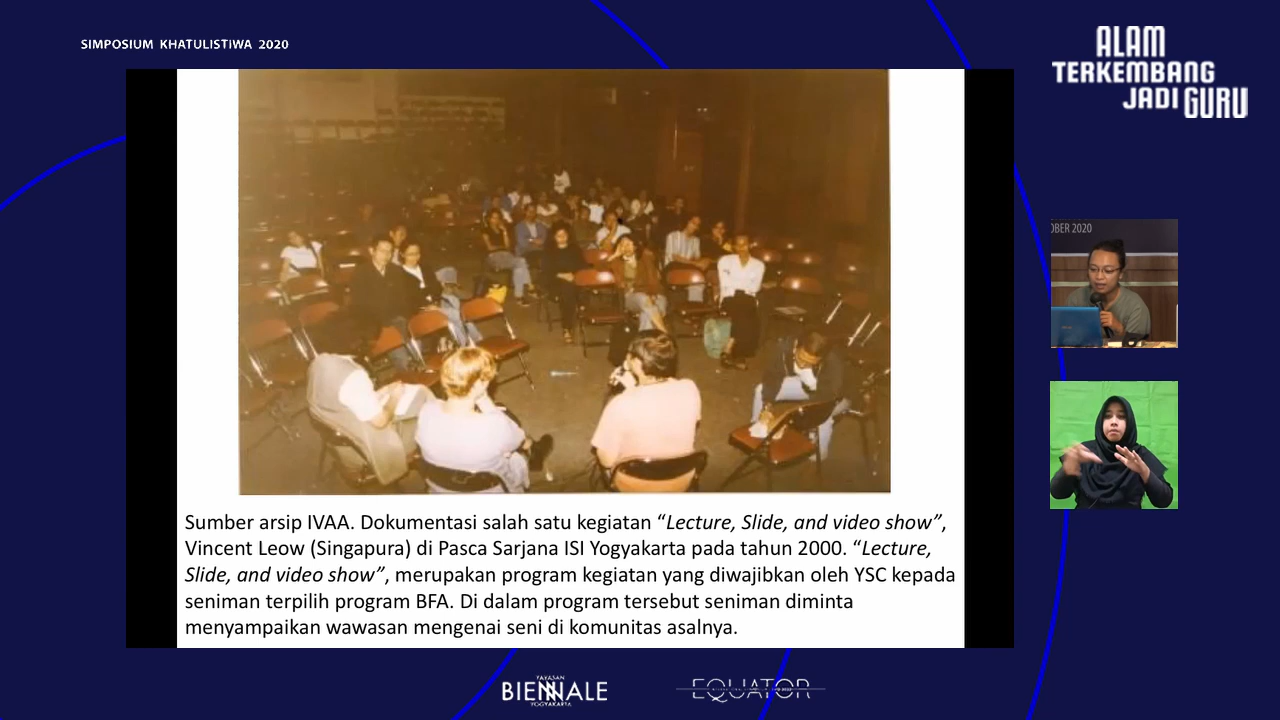 SIMPOSIUM KHATULISTIWA 2020
ALAM
TERKEMBANG
JADI GURU
OBER 2020
Sumber arsip IVAA. Dokumentasi salah satu kegiatan “Lecture, Slide, and video show”,
Vincent Leow (Singapura) di Pasca Sarjana ISI Yogyakarta pada tahun 2000. “Lecture,
Slide, and video show”, merupakan program kegiatan yang diwajibkan oleh YSC kepada
seniman terpilih program BFA. Di dalam program tersebut seniman diminta
menyampaikan wawasan mengenai seni di komunitas asalnya.
YAYASAN
BIENNALE
YOGYAKARTA
EQUATOR